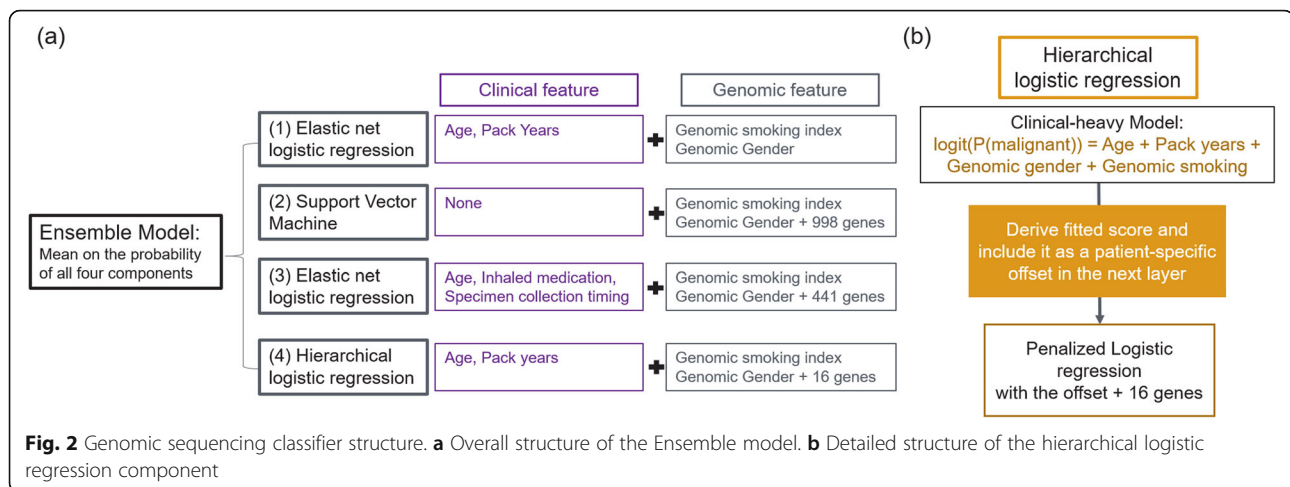 (a)
Clinical feature
Genomic feature
Ensemble Model:
Mean on the probability
of all four components
(1) Elastic net
logistic regression
Age, Pack Years
+
Genomic smoking index
Genomic Gender
(2) Support Vector
Machine
None
+
Genomic smoking index
Genomic Gender + 998 genes
(3) Elastic net
logistic regression
Age, Inhaled medication,
Specimen collection timing
+
Genomic smoking index
Genomic Gender + 441 genes
(4) Hierarchical
logistic regression
Age, Pack years
+
Genomic smoking index
Genomic Gender + 16 genes
(b)
Hierarchical
logistic regression
Clinical-heavy Model:
logit(P(malignant)) = Age + Pack years +
Genomic gender + Genomic smoking
Derive fitted score and
include it as a patient-specific
offset in the next layer
Penalized Logistic
regression
with the offset + 16 genes
Fig. 2 Genomic sequencing classifier structure. a Overall structure of the Ensemble model. b Detailed structure of the hierarchical logistic
regression component